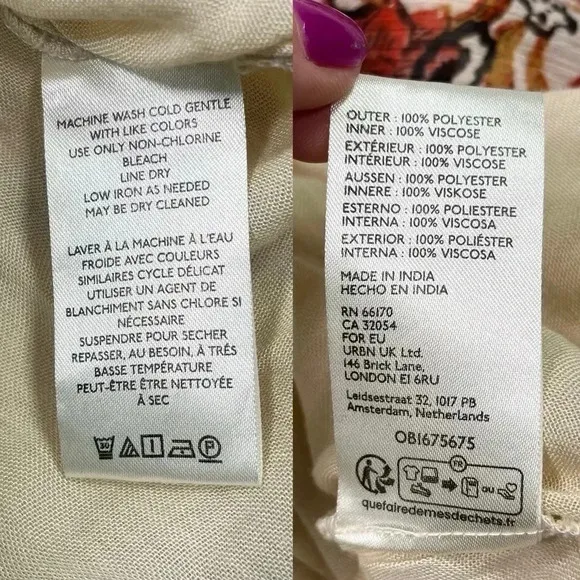 MACHINE WASH COLD GENTLE
WITH LIKE COLORS
USE ONLY NON-CHLORINE
BLEACH
LINE DRY
LOW IRON AS NEEDED
MAY BE DRY CLEANED
LAVER À LA MACHINE À L'EAU
FROIDE AVEC COULEURS
SIMILAIRES CYCLE DÉLICAT
UTILISER UN AGENT DE
BLANCHIMENT SANS CHLORE SI
NÉCESSAIRE
SUSPENDRE POUR SECHER
REPASSER, AU BESOIN, À TRÉS
BASSE TEMPÉRATURE
PEUT-ÊTRE ÊTRE NETTOYÉE
À SEC
30
P
OUTER : 100% POLYESTER
INNER : 100% VISCOSE
EXTÉRIEUR : 100% POLYESTER
INTÉRIEUR : 100% VISCOSE
AUSSEN : 100% POLYESTER
INNERE : 100% VISKOSE
ESTERNO : 100% POLIESTERE
INTERNA : 100% VISCOSA
EXTERIOR : 100% POLIÉSTER
INTERNA : 100% VISCOSA
MADE IN INDIA
HECHO EN INDIA
RN 66170
CA 32054
FOR EU
URBN UK Ltd.
146 Brick Lane,
LONDON E1 6RU
Leidsestraat 32, 1017 PB
Amsterdam, Netherlands
OB1675675
FR
OU
quefairedemesdechets.fr